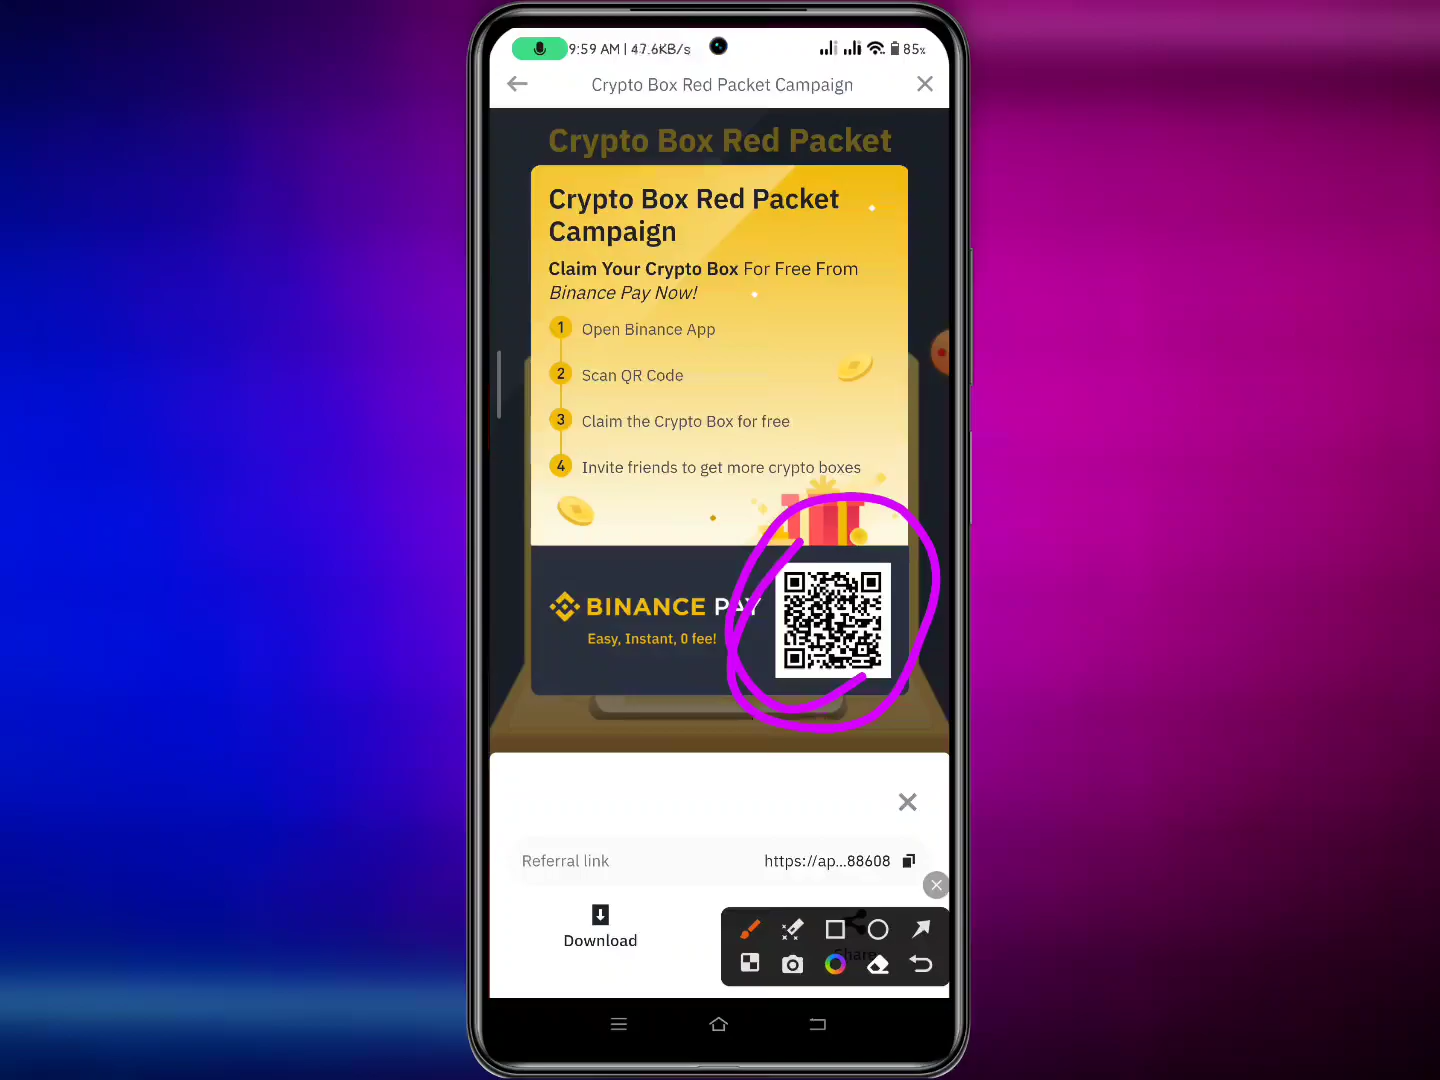 9:59 AM | 47.6KB/s 85%
Crypto Box Red Packet Campaign
Crypto Box Red Packet
Crypto Box Red Packet
Campaign
Claim Your Crypto Box For Free From
Binance Pay Now!
1 Open Binance App
2 Scan QR Code
3 Claim the Crypto Box for free
4 Invite friends to get more crypto boxes
BINANCE PAY
Easy, Instant, 0 fee!
Referral link https://ap...88608
Download
Share